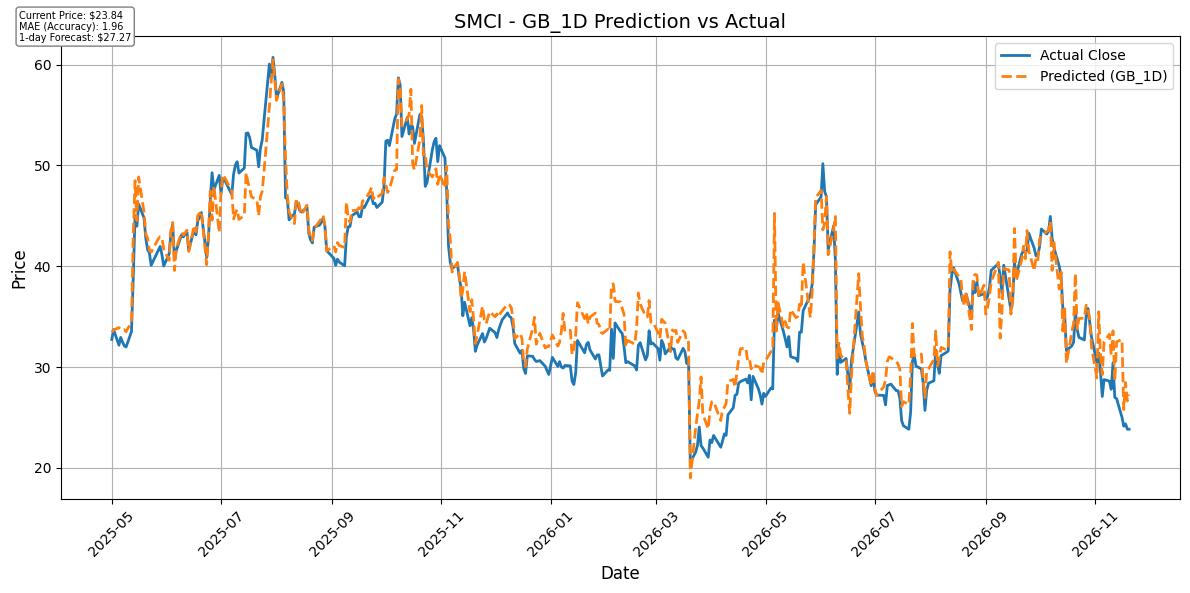 SMCI - GB_1D Prediction vs Actual
Current Price: $23.84
MAE (Accuracy): 1.96
1-day Forecast: $27.27
Actual Close
Predicted (GB_1D)
Price
60
50
40
30
20
2025-05
2025-07
2025-09
2025-11
2026-01
2026-03
2026-05
2026-07
2026-09
2026-11
Date